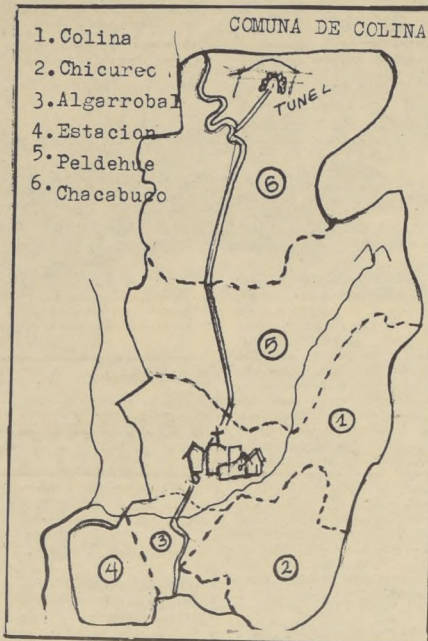 COMUNA DE COLINA
1. Colina
2. Chicurec
3. Algarrobal
4. Estacion
5. Peldehue
6. Chacabuco
TUNEL
6
5
1
3
4
2